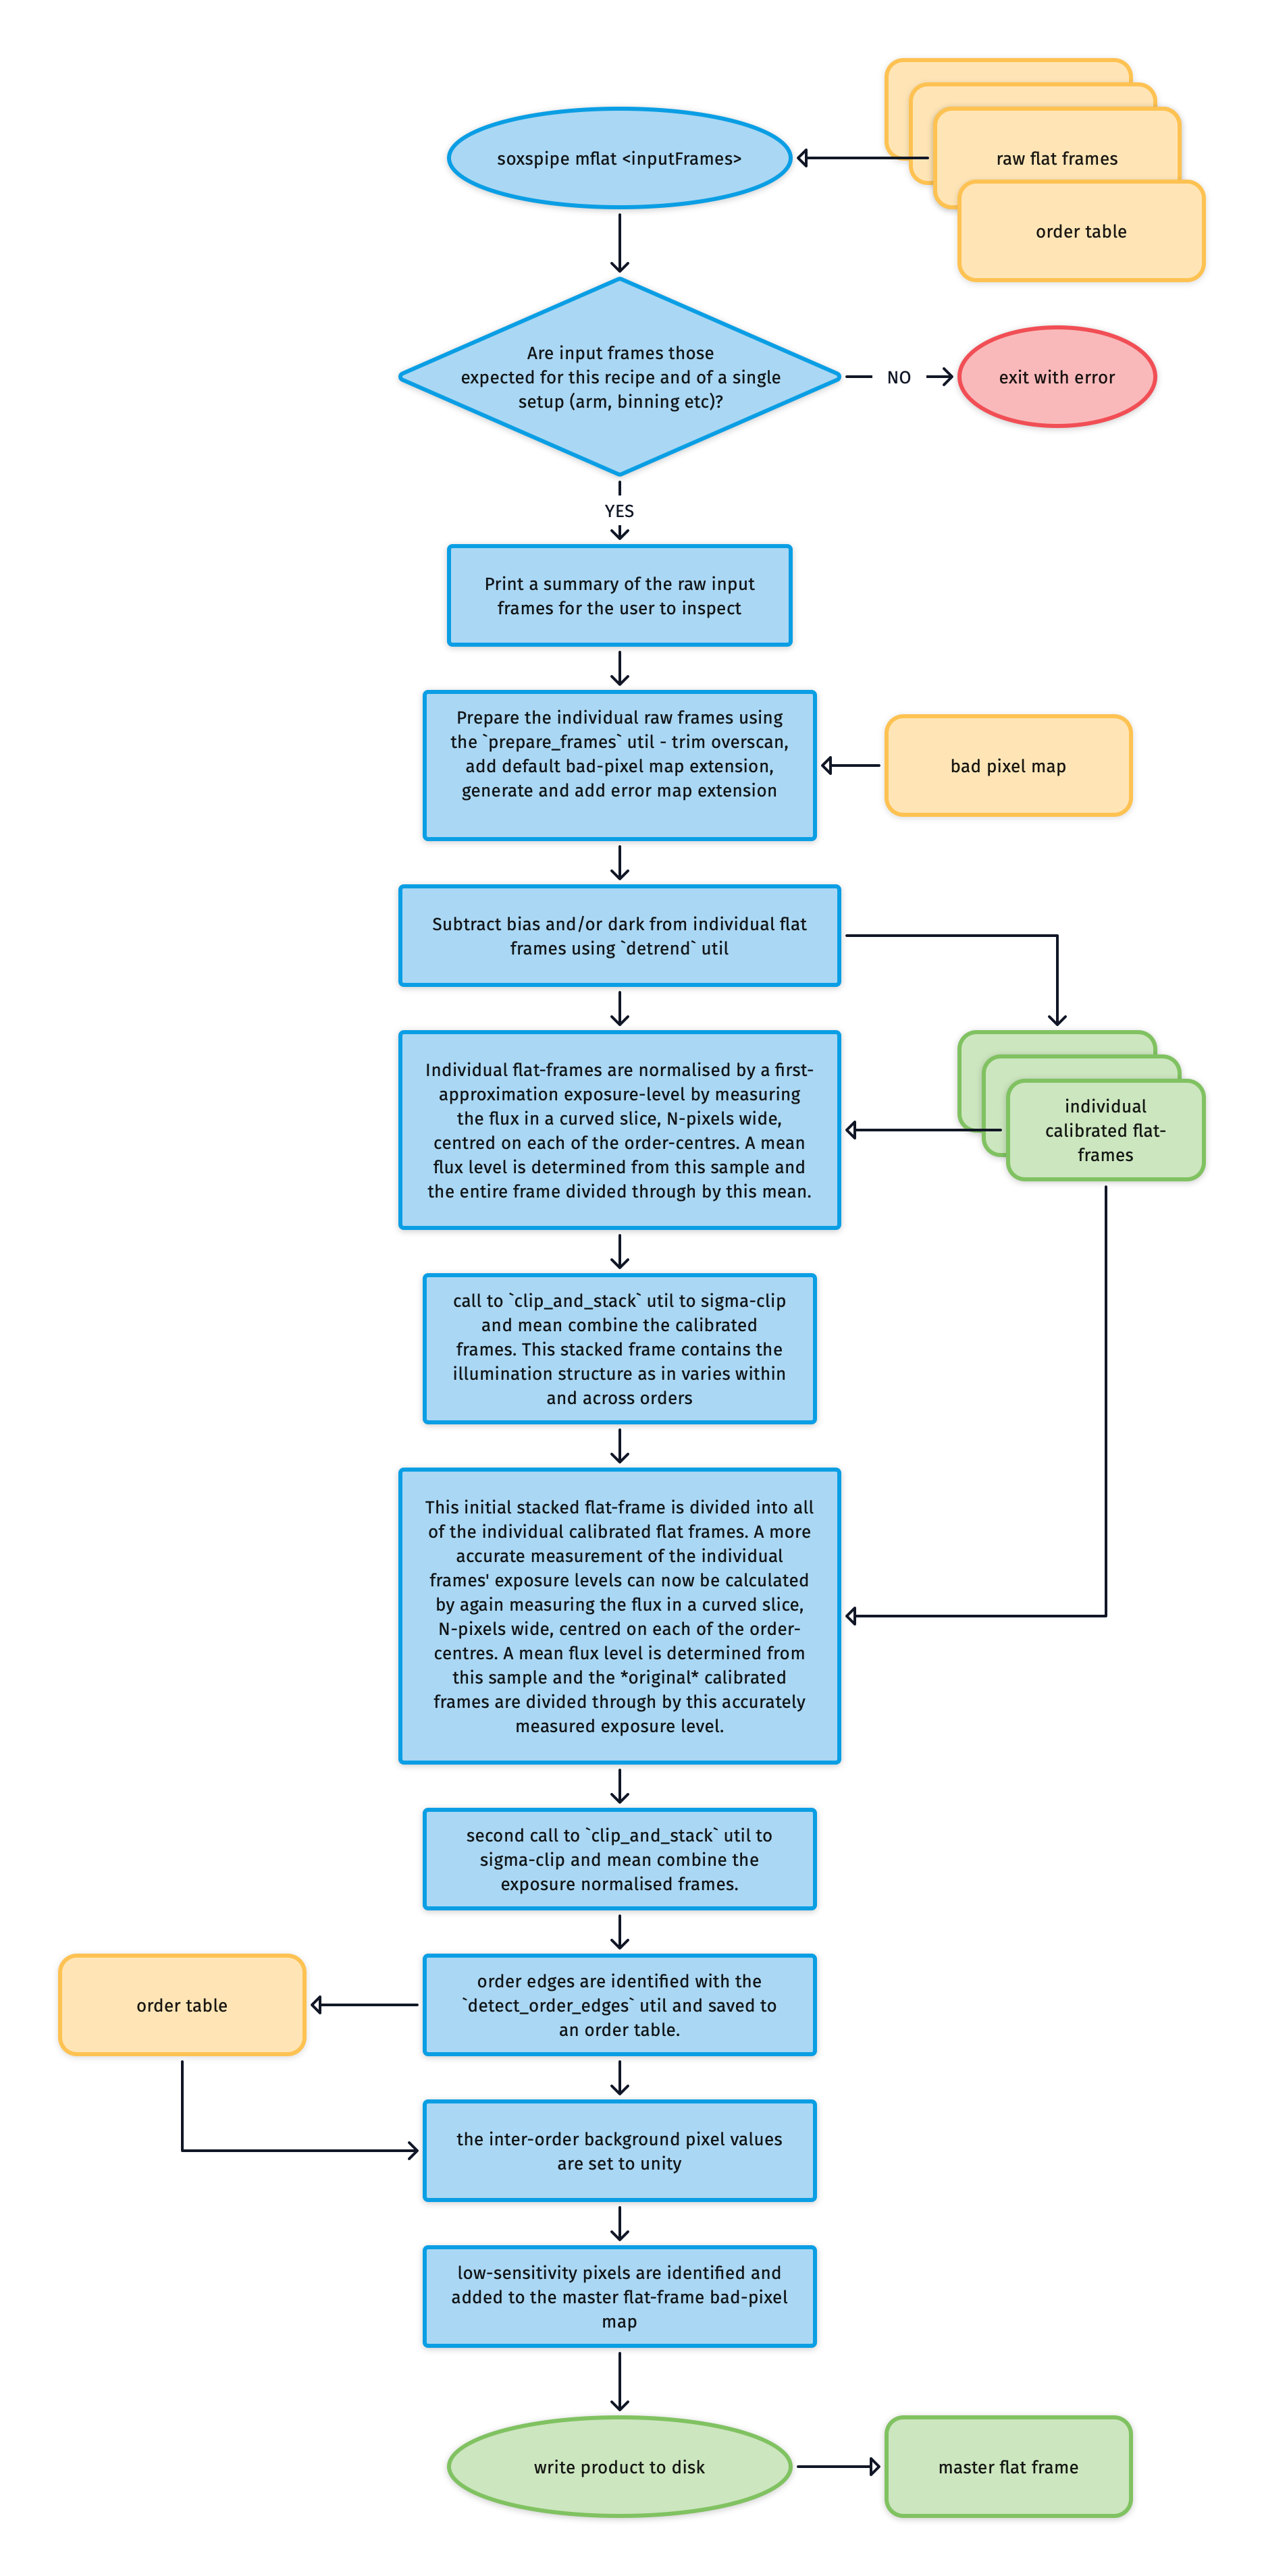 soxspipe mflat <inputFrames>
raw flat frames
order table
Are input frames those
expected for this recipe and of a single
setup (arm, binning etc)?
NO
exit with error
YES
Print a summary of the raw input
frames for the user to inspect
Prepare the individual raw frames using
the `prepare_frames` util - trim overscan,
add default bad-pixel map extension,
generate and add error map extension
bad pixel map
Subtract bias and/or dark from individual flat
frames using `detrend` util
Individual flat-frames are normalised by a first-
approximation exposure-level by measuring
the flux in a curved slice, N-pixels wide,
centred on each of the order-centres. A mean
flux level is determined from this sample and
the entire frame divided through by this mean.
individual
calibrated flat-
frames
call to `clip_and_stack` util to sigma-clip
and mean combine the calibrated
frames. This stacked frame contains the
illumination structure as in varies within
and across orders
This initial stacked flat-frame is divided into all
of the individual calibrated flat frames. A more
accurate measurement of the individual
frames' exposure levels can now be calculated
by again measuring the flux in a curved slice,
N-pixels wide, centred on each of the order-
centres. A mean flux level is determined from
this sample and the *original* calibrated
frames are divided through by this accurately
measured exposure level.
second call to `clip_and_stack` util to
sigma-clip and mean combine the
exposure normalised frames.
order table
order edges are identified with the
`detect_order_edges` util and saved to
an order table.
the inter-order background pixel values
are set to unity
low-sensitivity pixels are identified and
added to the master flat-frame bad-pixel
map
write product to disk
master flat frame